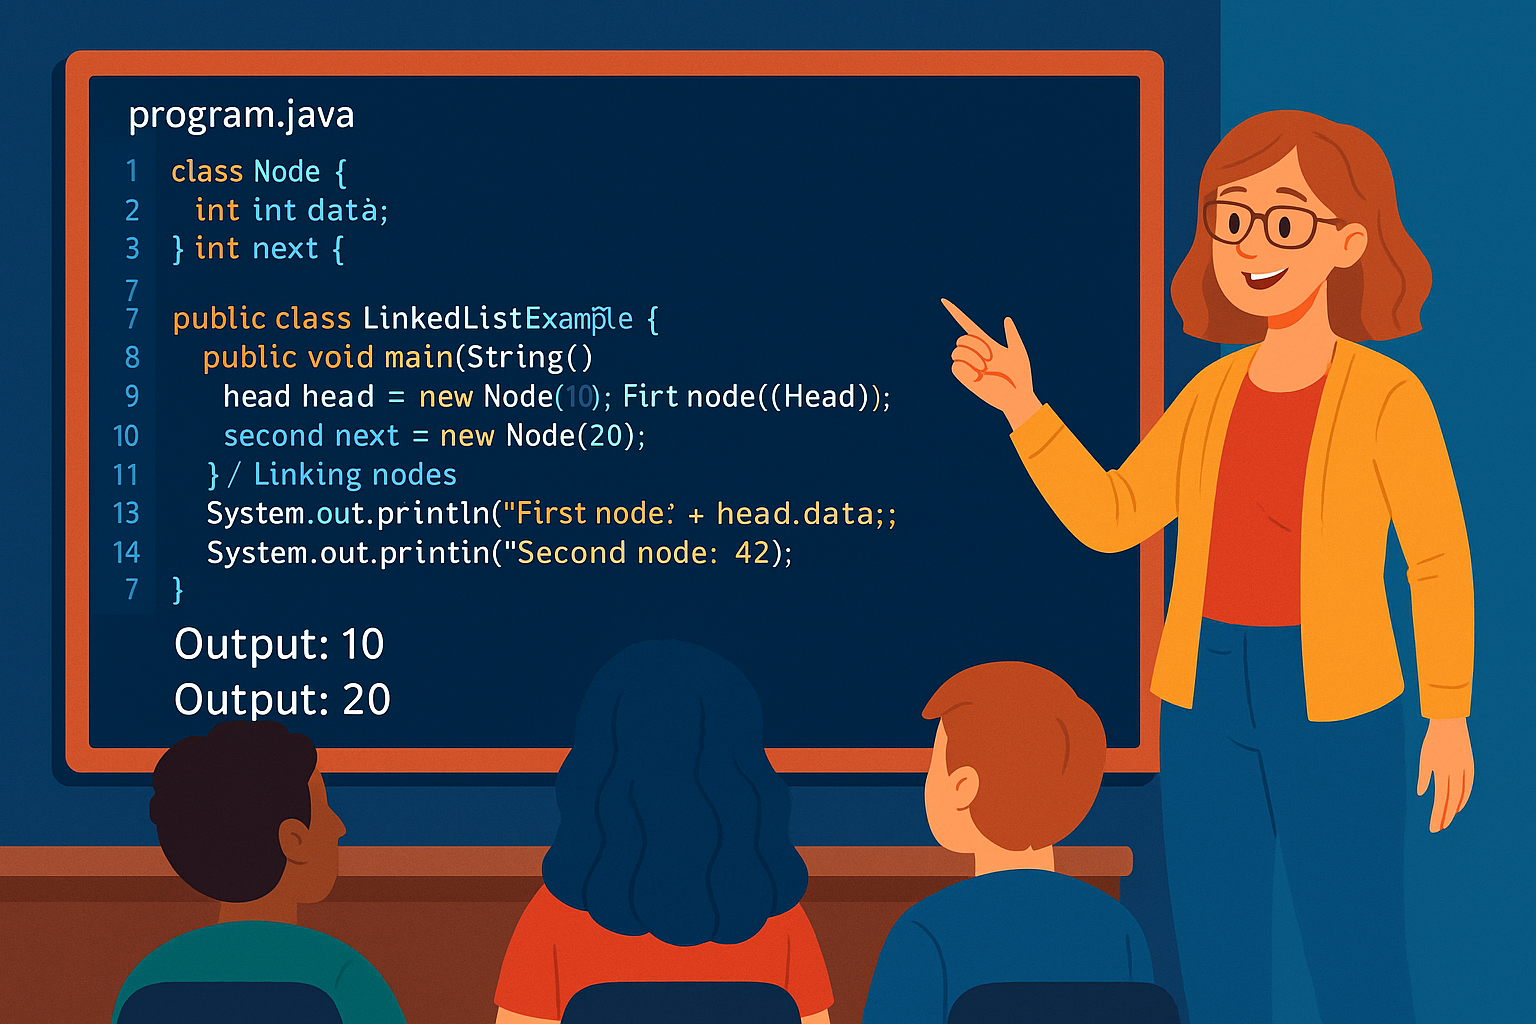 program.java
1 class Node {
2 int int data;
3 } int next {
7
7 public class LinkedListExample {
8 public void main(String()
9 head head = new Node(10); Firt node((Head));
10 second next = new Node(20);
11 } / Linking nodes
13 System.out.println("First node:' + head.data;;
14 System.out.printin("Second node: 42);
7 }
Output: 10
Output: 20